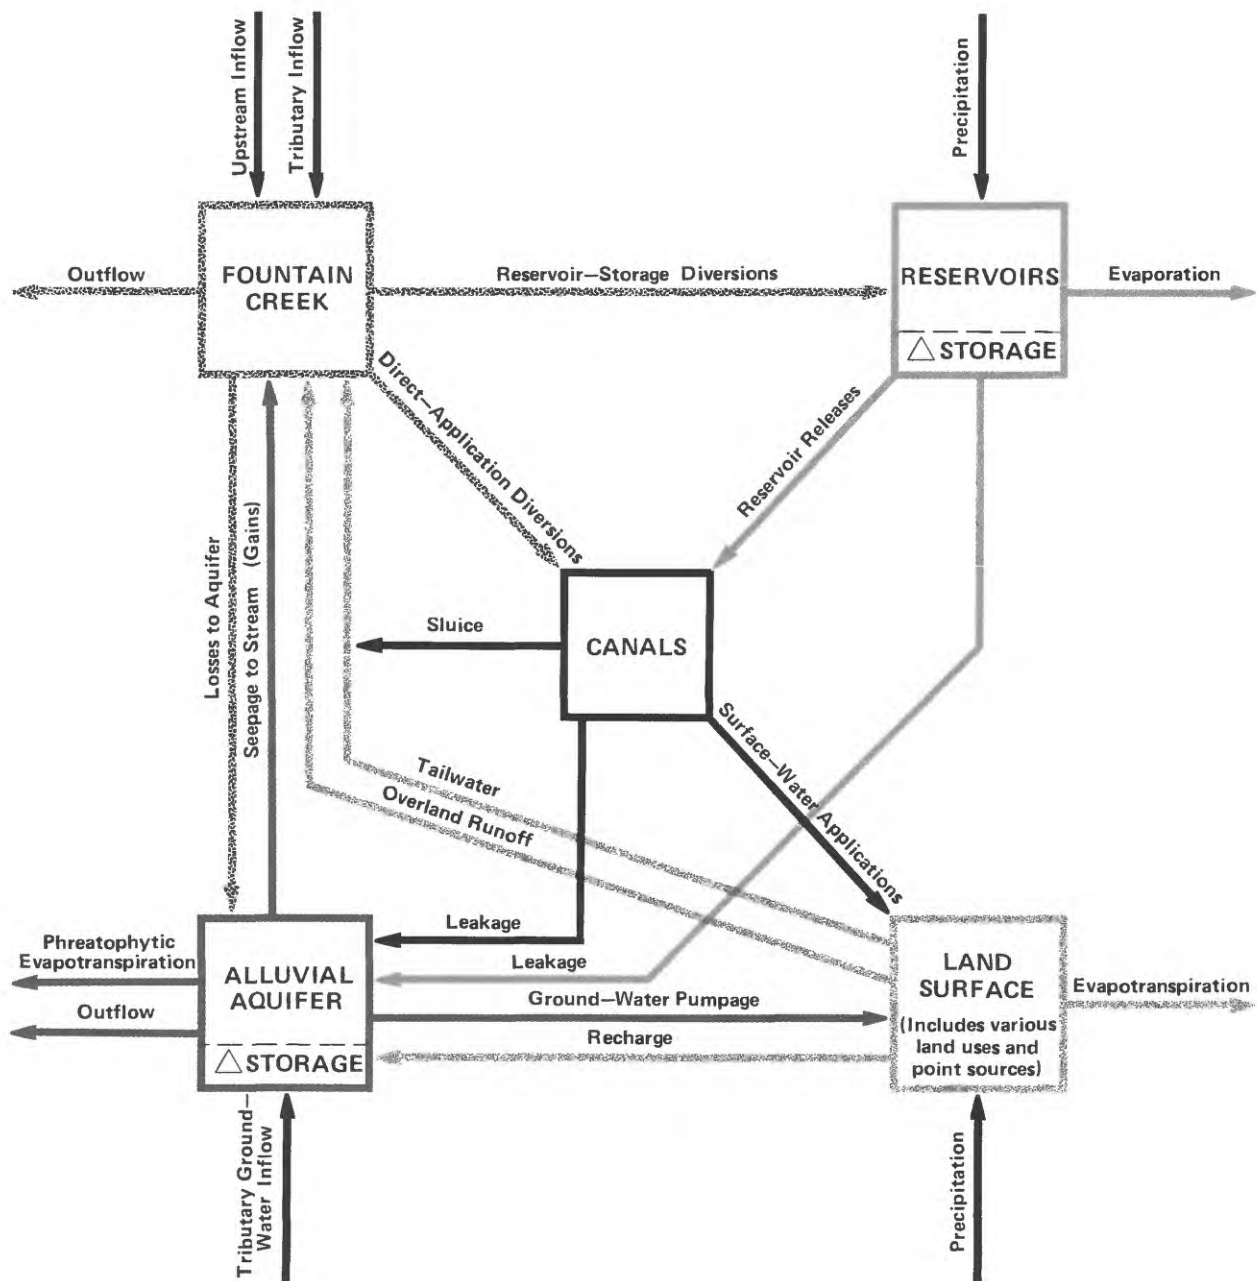 Upstream Inflow
Tributary Inflow
Precipitation
Outflow
FOUNTAIN
CREEK
Reservoir—Storage Diversions
RESERVOIRS
△ STORAGE
Evaporation
Direct—Application Diversions
Reservoir Releases
Losses to Aquifer
Seepage to Stream (Gains)
Sluice
CANALS
Surface—Water Applications
Tailwater
Overland Runoff
Leakage
Leakage
Phreatophytic
Evapotranspiration
Outflow
ALLUVIAL
AQUIFER
△ STORAGE
Ground—Water Pumpage
Recharge
LAND
SURFACE
(Includes various
land uses and
point sources)
Evapotranspiration
Tributary Ground—
Water Inflow
Precipitation